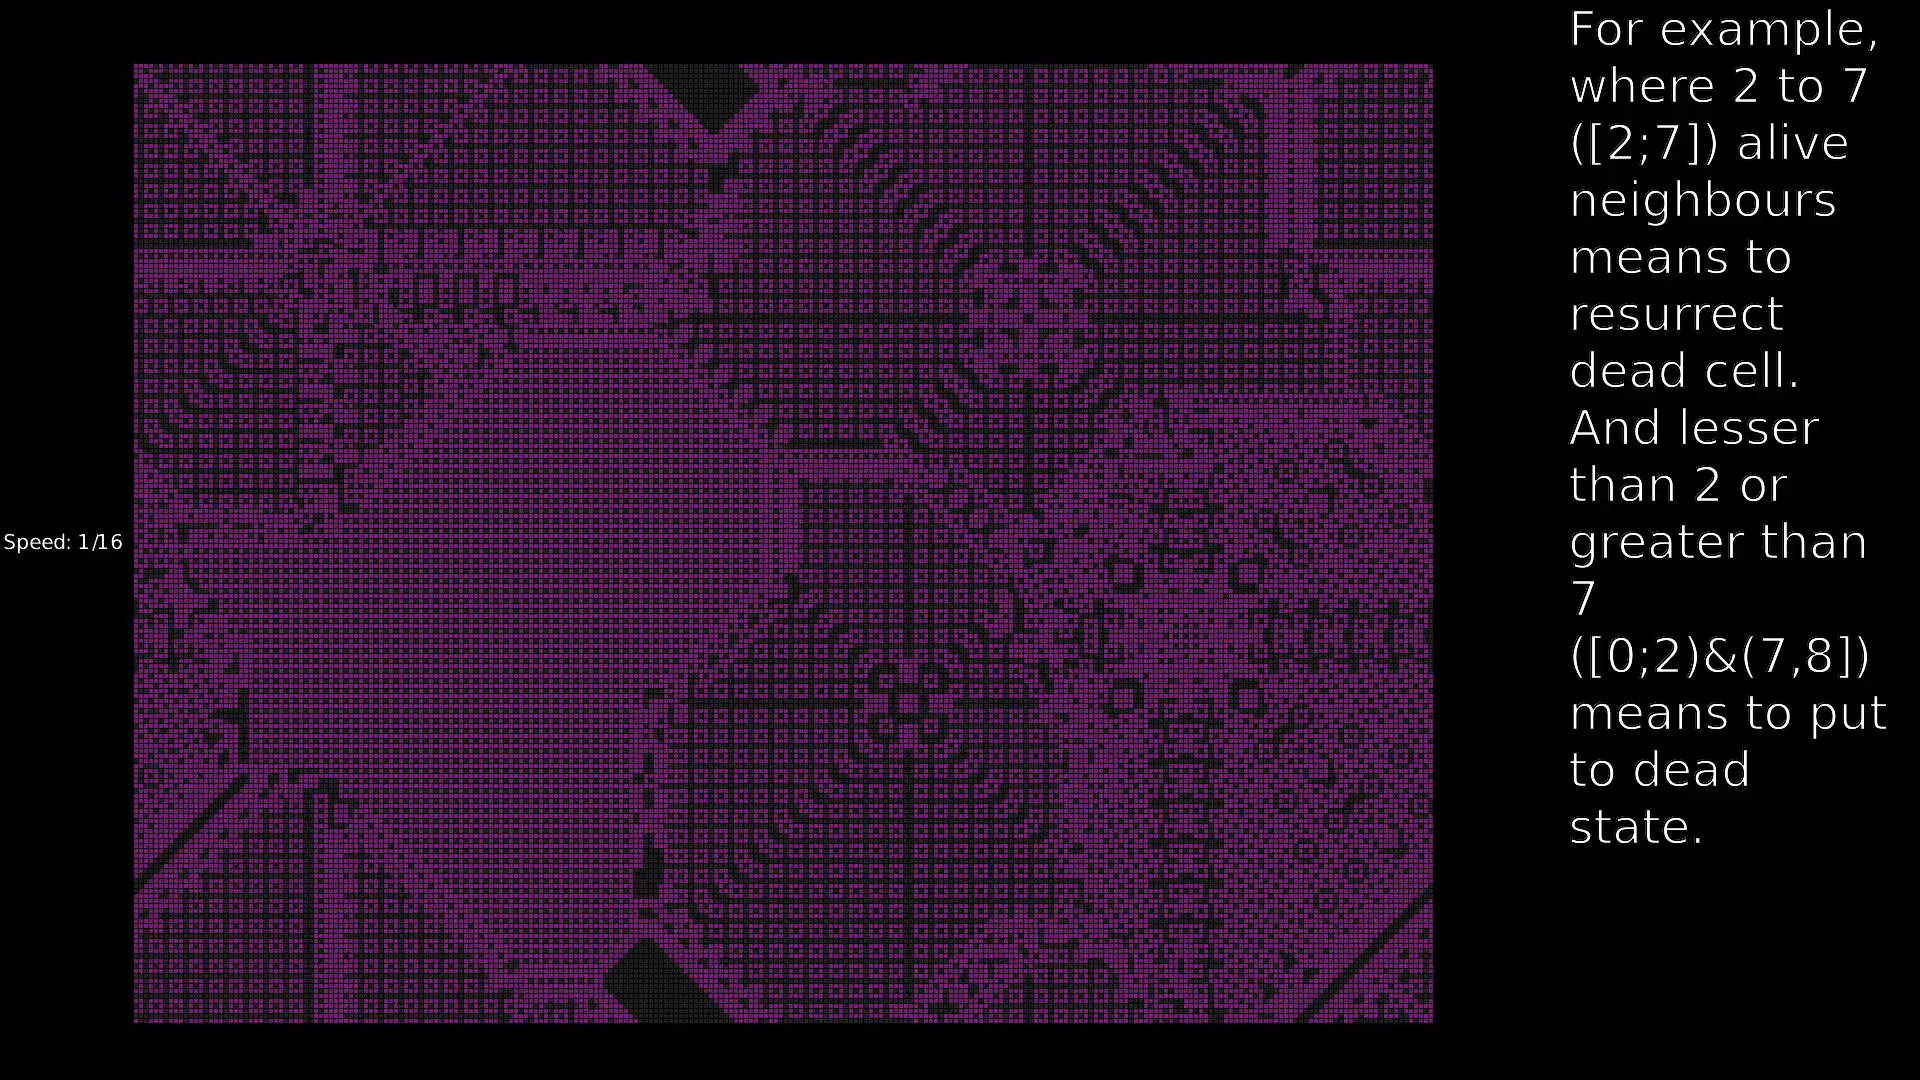 Speed: 1/16
For example,
where 2 to 7
([2;7]) alive
neighbours
means to
resurrect
dead cell.
And lesser
than 2 or
greater than
7
([0;2)&(7,8])
means to put
to dead
state.